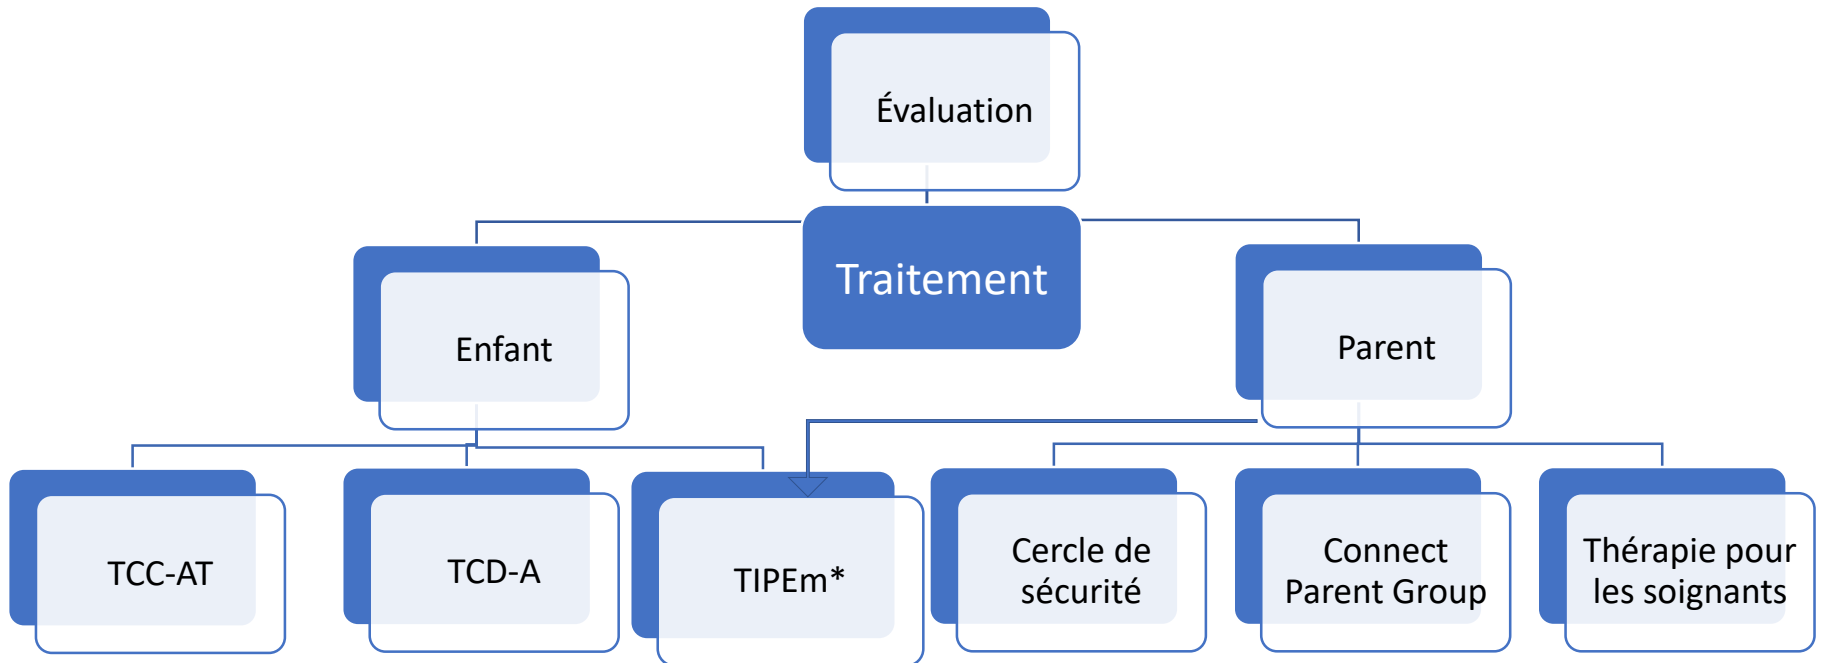 Évaluation
Traitement
Enfant
Parent
TCC-AT
TCD-A
TIPEm*
Cercle de
sécurité
Connect
Parent Group
Thérapie pour
les soignants